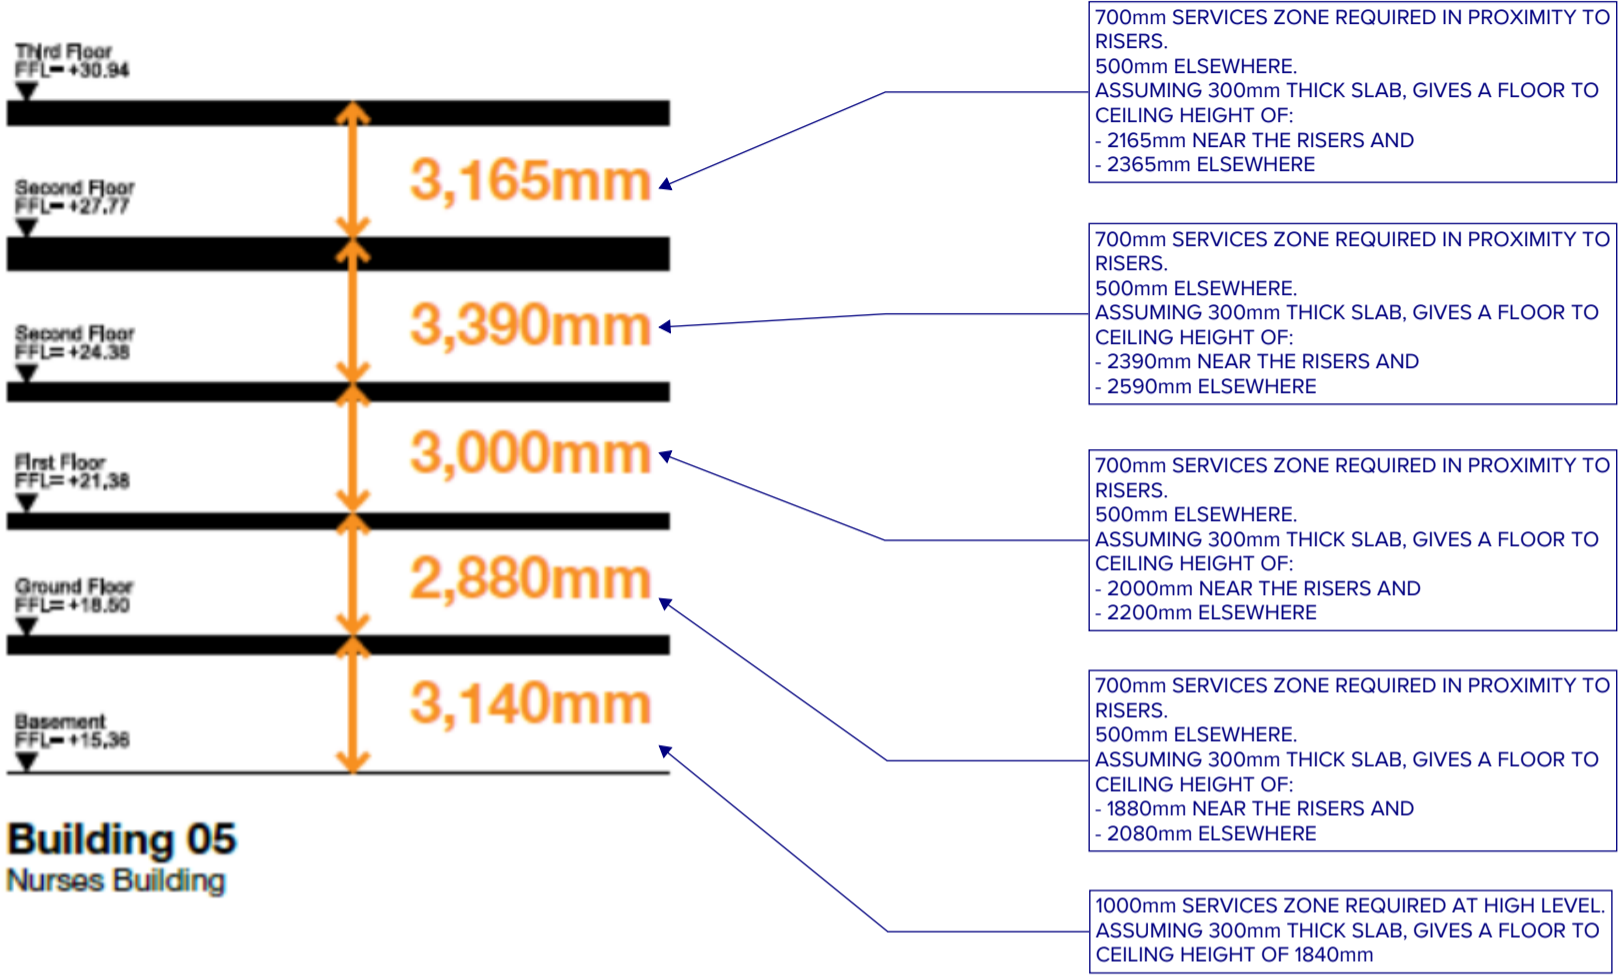 Third Floor
FFL= +30.94
3,165mm
700mm SERVICES ZONE REQUIRED IN PROXIMITY TO
RISERS.
500mm ELSEWHERE.
ASSUMING 300mm THICK SLAB, GIVES A FLOOR TO
CEILING HEIGHT OF:
- 2165mm NEAR THE RISERS AND
- 2365mm ELSEWHERE
Second Floor
FFL= +27.77
3,390mm
700mm SERVICES ZONE REQUIRED IN PROXIMITY TO
RISERS.
500mm ELSEWHERE.
ASSUMING 300mm THICK SLAB, GIVES A FLOOR TO
CEILING HEIGHT OF:
- 2390mm NEAR THE RISERS AND
- 2590mm ELSEWHERE
Second Floor
FFL= +24.38
3,000mm
700mm SERVICES ZONE REQUIRED IN PROXIMITY TO
RISERS.
500mm ELSEWHERE.
ASSUMING 300mm THICK SLAB, GIVES A FLOOR TO
CEILING HEIGHT OF:
- 2000mm NEAR THE RISERS AND
- 2200mm ELSEWHERE
First Floor
FFL= +21.38
2,880mm
700mm SERVICES ZONE REQUIRED IN PROXIMITY TO
RISERS.
500mm ELSEWHERE.
ASSUMING 300mm THICK SLAB, GIVES A FLOOR TO
CEILING HEIGHT OF:
- 1880mm NEAR THE RISERS AND
- 2080mm ELSEWHERE
Ground Floor
FFL= +18.50
3,140mm
1000mm SERVICES ZONE REQUIRED AT HIGH LEVEL.
ASSUMING 300mm THICK SLAB, GIVES A FLOOR TO
CEILING HEIGHT OF 1840mm
Basement
FFL= +15.36
Building 05
Nurses Building